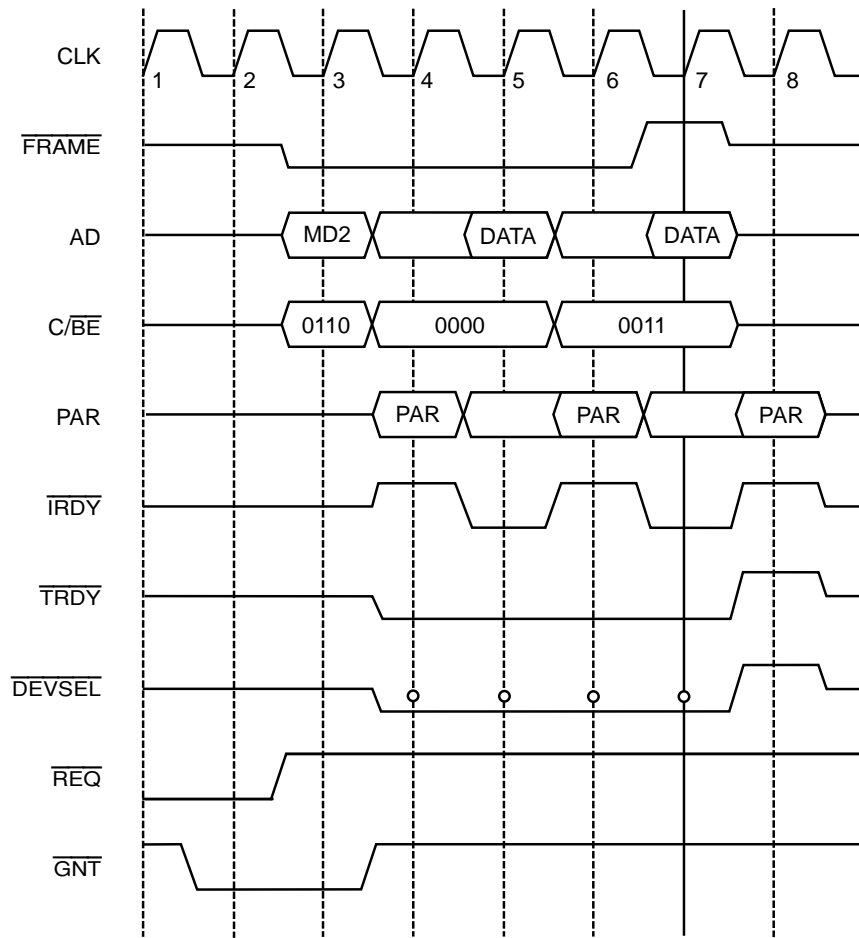 CLK
1 2 3 4 5 6 7 8
FRAME
AD MD2 DATA DATA
C/BE 0110 0000 0011
PAR PAR PAR PAR
IRDY
TRDY
DEVSEL
REQ
GNT